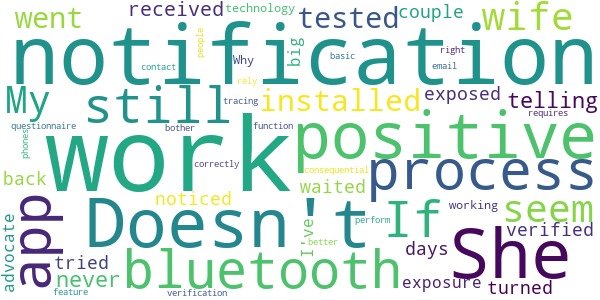 went received technology tested couple wife
people
notification
contact Why big basic right
rely email
My still installed exposed telling
tracing requires
questionnaire bother function positive
phones work correctly consequential process
back noticed waited If seem
app Doesn't I've working verified
advocate perform She
tried better days
never bluetooth exposure turned
feature verification